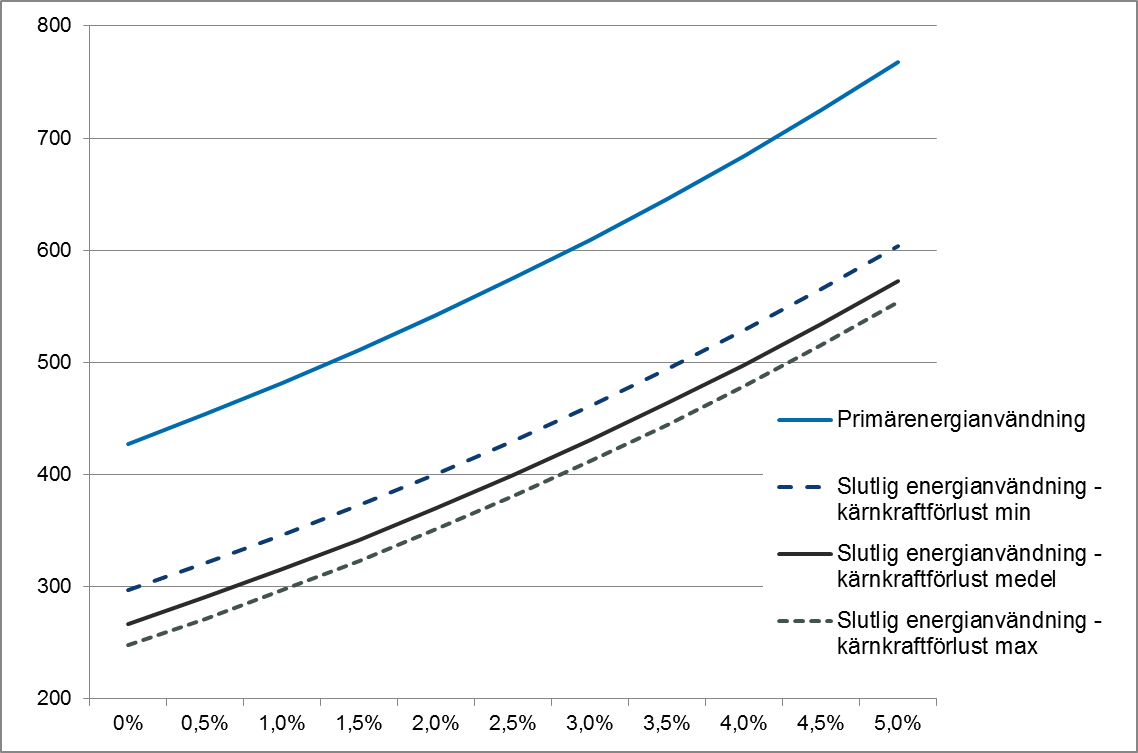 800
700
600
500
400
300
200
0%
0,5%
1,0%
1,5%
2,0%
2,5%
3,0%
3,5%
4,0%
4,5%
5,0%
Primärenergianvändning
Slutlig energianvändning -
kärnkraftförlust min
Slutlig energianvändning -
kärnkraftförlust medel
Slutlig energianvändning -
kärnkraftförlust max